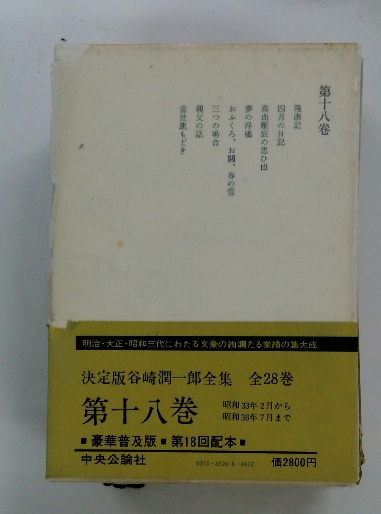 第十八巻
残虐記
四月の日記
高血圧症の思ひ出
夢の浮橋
おふくろ、お關、春の雪
三つの場合
親父の話
當世鹿もどき
明治・大正・昭和三代にわたる文豪の絢爛たる業績の集大成
決定版谷崎潤一郎全集 全28巻
第十八巻
昭和33年2月から
昭和36年7月まで
■豪華普及版■第18回配本■
中央公論社
価2800円